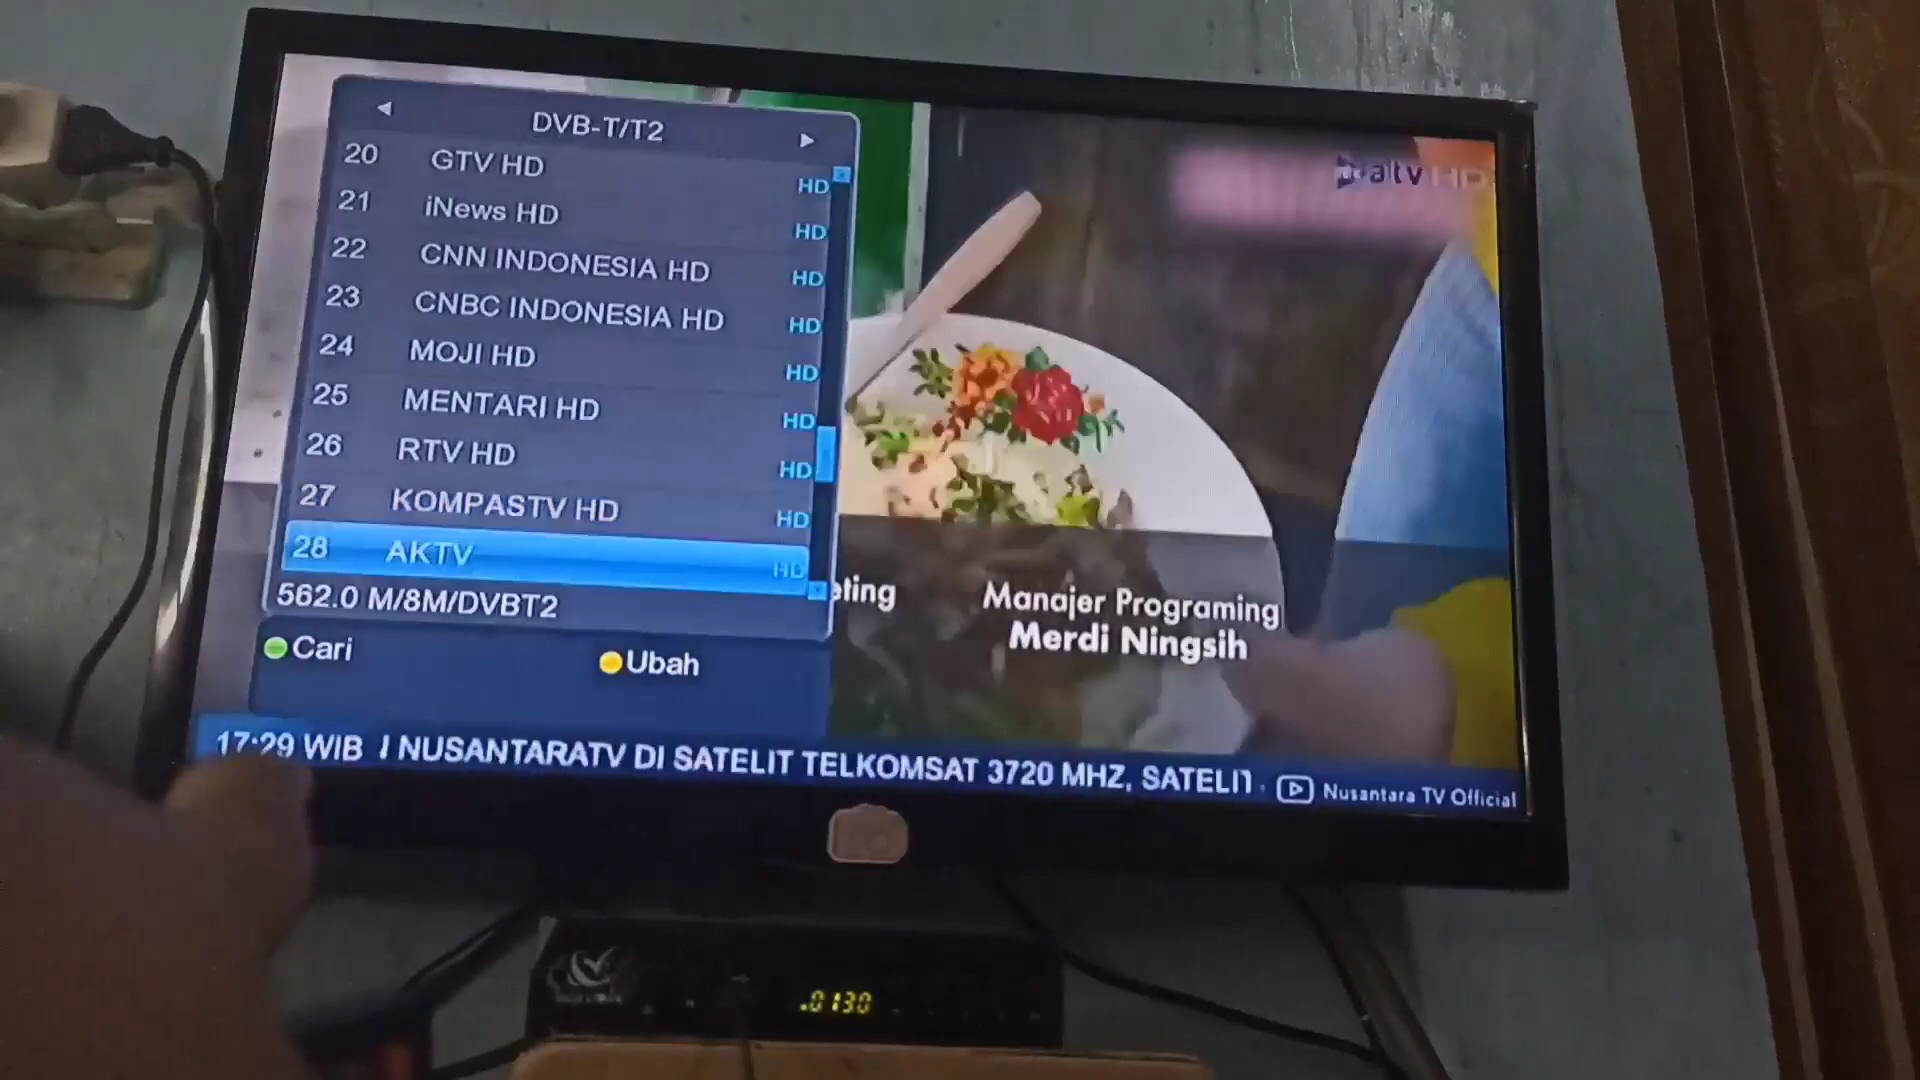 DVB-T/T2
20 GTV HD HD
21 iNews HD HD
22 CNN INDONESIA HD HD
23 CNBC INDONESIA HD HD
24 MOJI HD HD
25 MENTARI HD HD
26 RTV HD HD
27 KOMPASTV HD HD
28 AKTV HD
562.0 M/8M/DVBT2
Cari
Ubah
HD
eting
Manajer Programing
Merdi Ningsih
17:29 WIB
I NUSANTARATV DI SATELIT TELKOMSAT 3720 MHZ, SATELIT
Nusantara TV Official
.0130